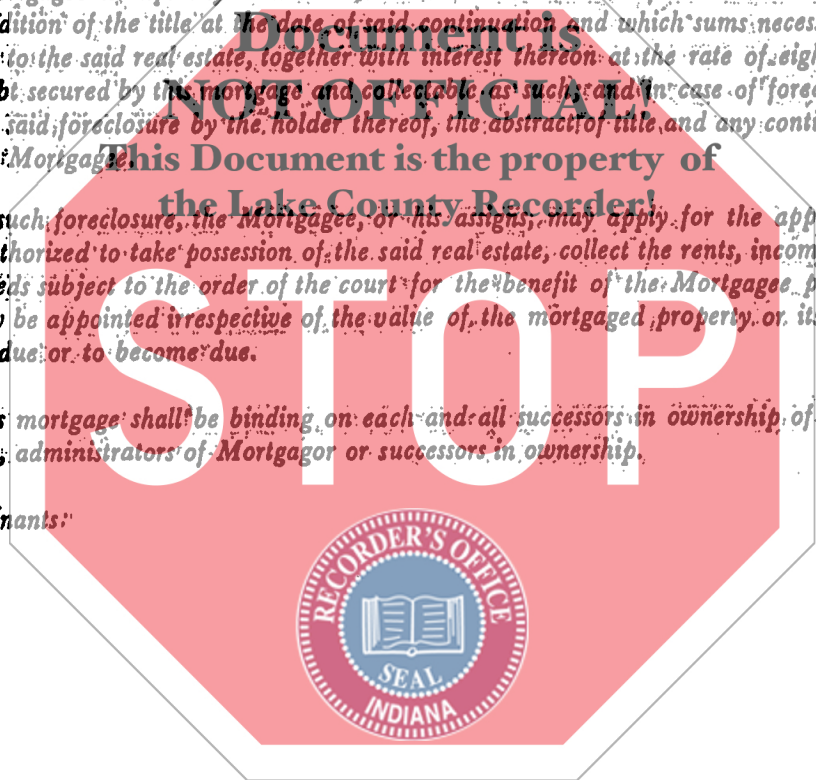 dition of the title at the date of said continuation and which sums neces
Document is
to the said real estate, together with interest thereon at the rate of eigh
t secured by this mortgage and collectable as such; and in case of fore
NOT OFFICIAL!
said foreclosure by the holder thereof, the abstract of title and any conti
Mortgage.
This Document is the property of
the Lake County Recorder!
such foreclosure, the Mortgagee, or his assigns, may apply for the app
thorized to take possession of the said real estate, collect the rents, incom
eds subject to the order of the court for the benefit of the Mortgagee p
be appointed irrespective of the value of the mortgaged property or its
due or to become due.
STOP
s mortgage shall be binding on each and all successors in ownership of
administrators of Mortgagor or successors in ownership.
nants:
RECORDER'S OFFICE
SEAL
INDIANA